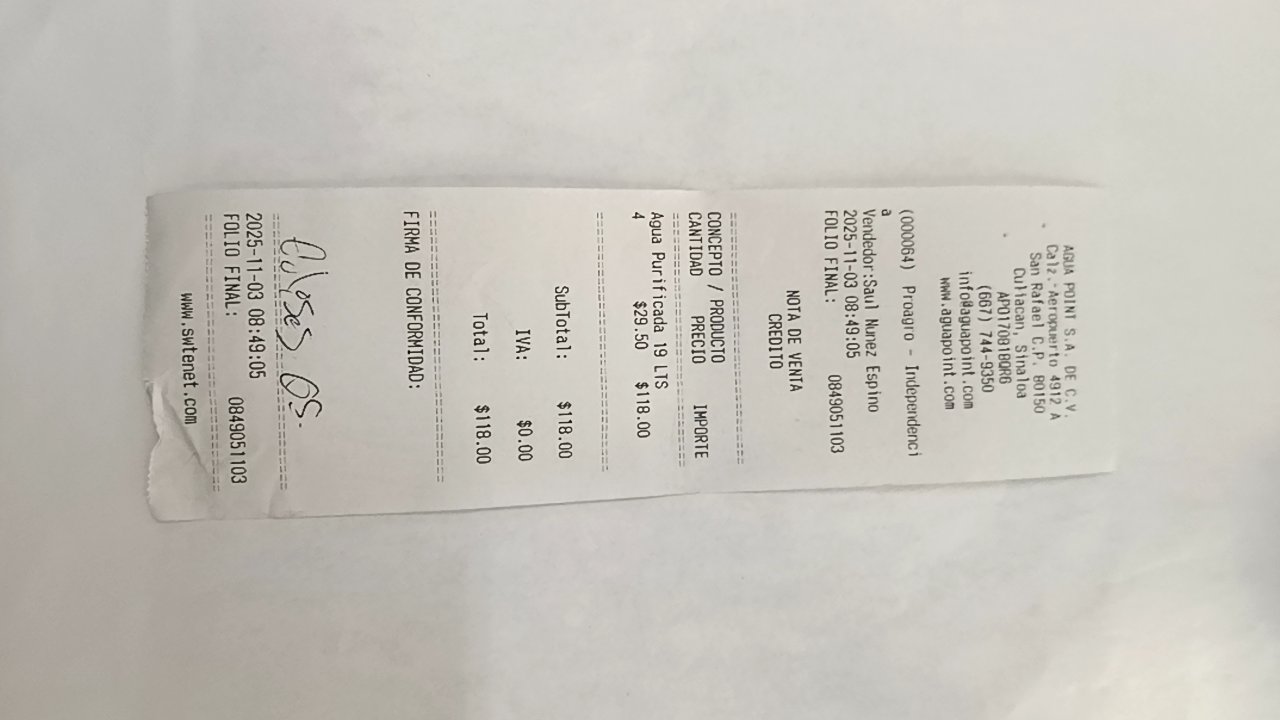 AGUA POINT S.A. DE C.V.
Calz. Aeropuerto 4912 A
San Rafael C.P. 80150
Culiacan, Sinaloa
APO170818QR6
(667) 744-9350
info@aguapoint.com
www.aguapoint.com
(000064) Proagro - Independenci
a
Vendedor:Saul Nunez Espino
2025-11-03 08:49:05
FOLIO FINAL: 0849051103
NOTA DE VENTA
CREDITO
CONCEPTO / PRODUCTO
CANTIDAD PRECIO IMPORTE
Agua Purificada 19 LTS
4 $29.50 $118.00
SubTotal: $118.00
IVA: $0.00
Total: $118.00
FIRMA DE CONFORMIDAD:
2025-11-03 08:49:05
FOLIO FINAL: 0849051103
www.swtenet.com